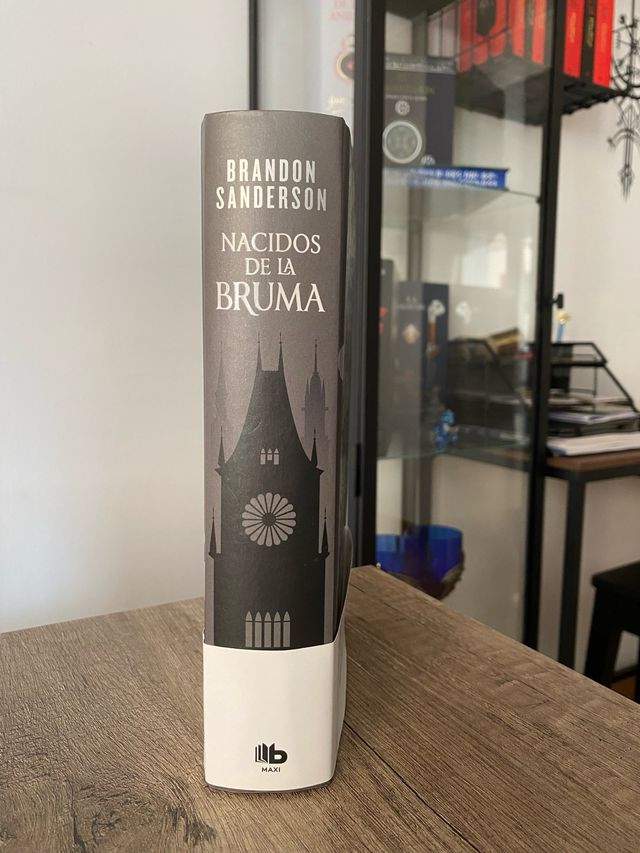 BRANDON
SANDERSON
NACIDOS
DE LA
BRUMA
b
MAXI